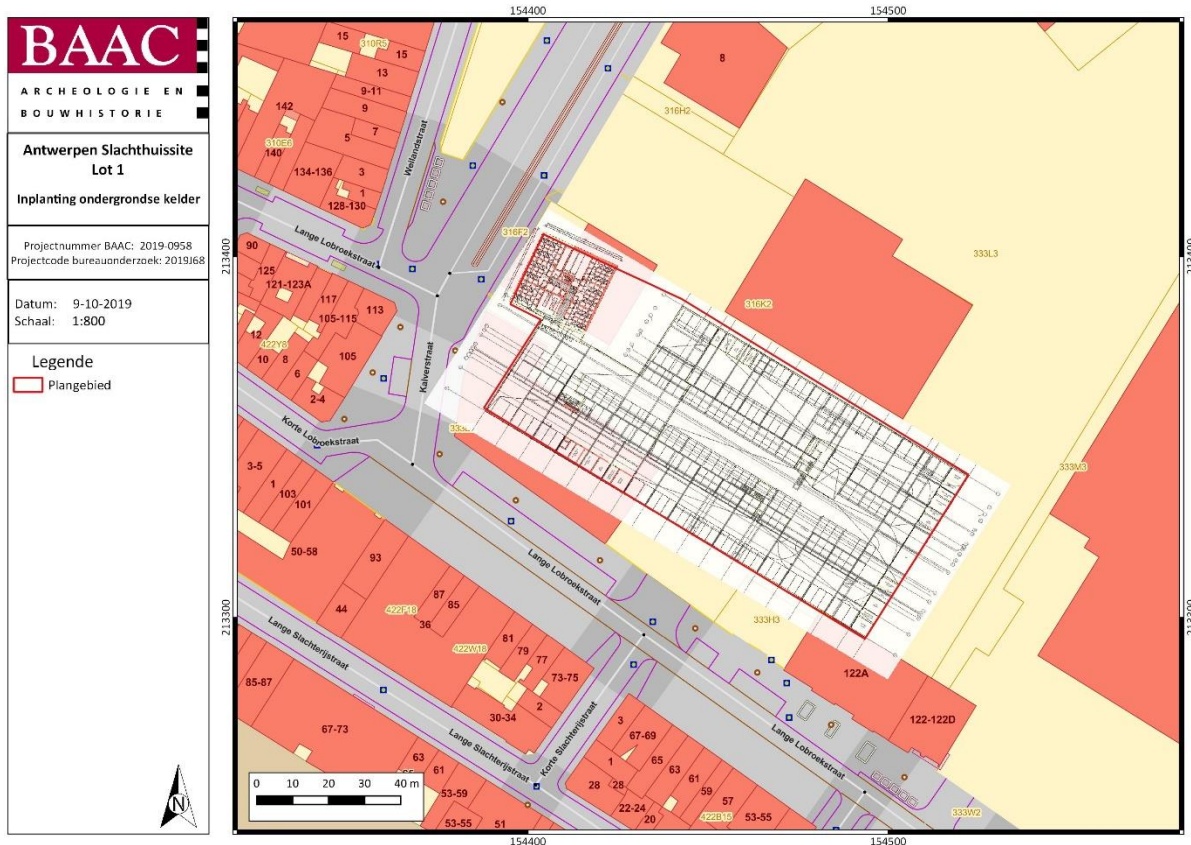 BAAC
ARCHEOLOGIE EN
BOUWHISTORIE
Antwerpen Slachthuissite
Lot 1
Inplanting ondergrondse kelder
Projectnummer BAAC: 2019-0958
Projectcode bureauonderzoek: 2019J68
Datum: 9-10-2019
Schaal: 1:800
Legende
Plangebied
N
154400
154500
213400
213300
213400
213300
154400
154500
15
310R5
15
13
9-11
9
7
5
3
1
142
310E6
140
134-136
128-130
Weilandstraat
Lange Lobroekstraat
8
316H2
316F2
333L3
316K2
333M3
90
125
121-123A
117
105-115
113
105
12
422Y8
10
8
6
2-4
1
Kalverstraat
Korte Lobroekstraat
3-5
1
103
101
50-58
93
44
422F18
87
85
36
422W18
81
79
77
73-75
2
30-34
Lange Lobroekstraat
333H3
122A
122-122D
Lange Slachterijstraat
85-87
67-73
63
61
53-59
53-55
51
Lange Slachterijstraat
Korte Slachterijstraat
3
67-69
1
65
63
61
59
57
53-55
28
28
22-24
20
422B15
Lange Lobroekstraat
333W2
0 10 20 30 40 m